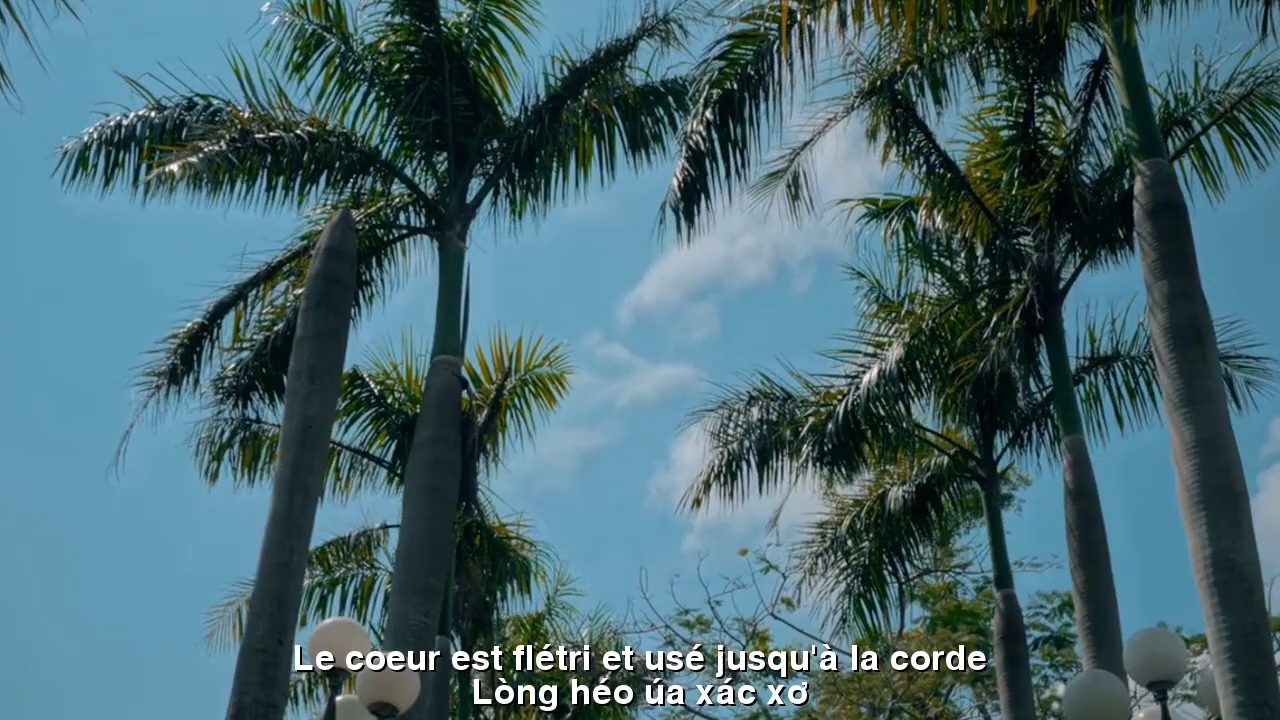 Le coeur est flétri et usé jusqu'à la corde
Lòng héo úa xác xơ